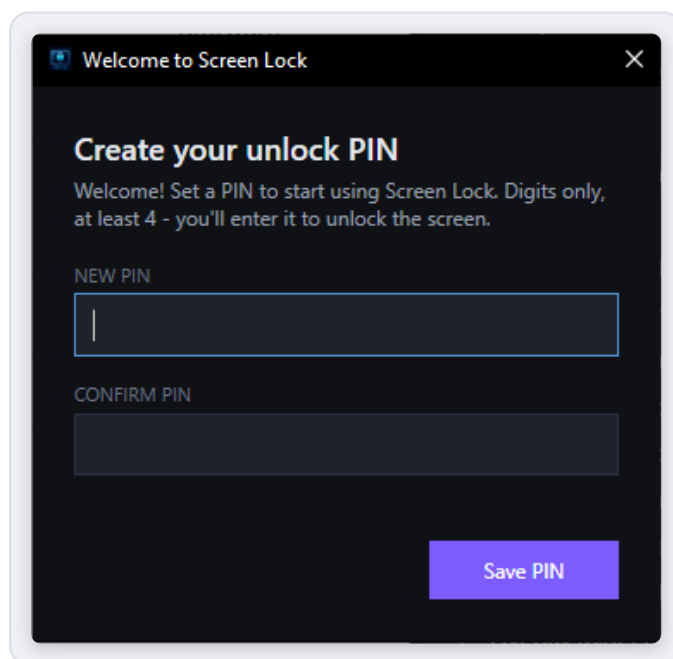 Welcome to Screen Lock
Create your unlock PIN
Welcome! Set a PIN to start using Screen Lock. Digits only,
at least 4 - you'll enter it to unlock the screen.
NEW PIN
CONFIRM PIN
Save PIN